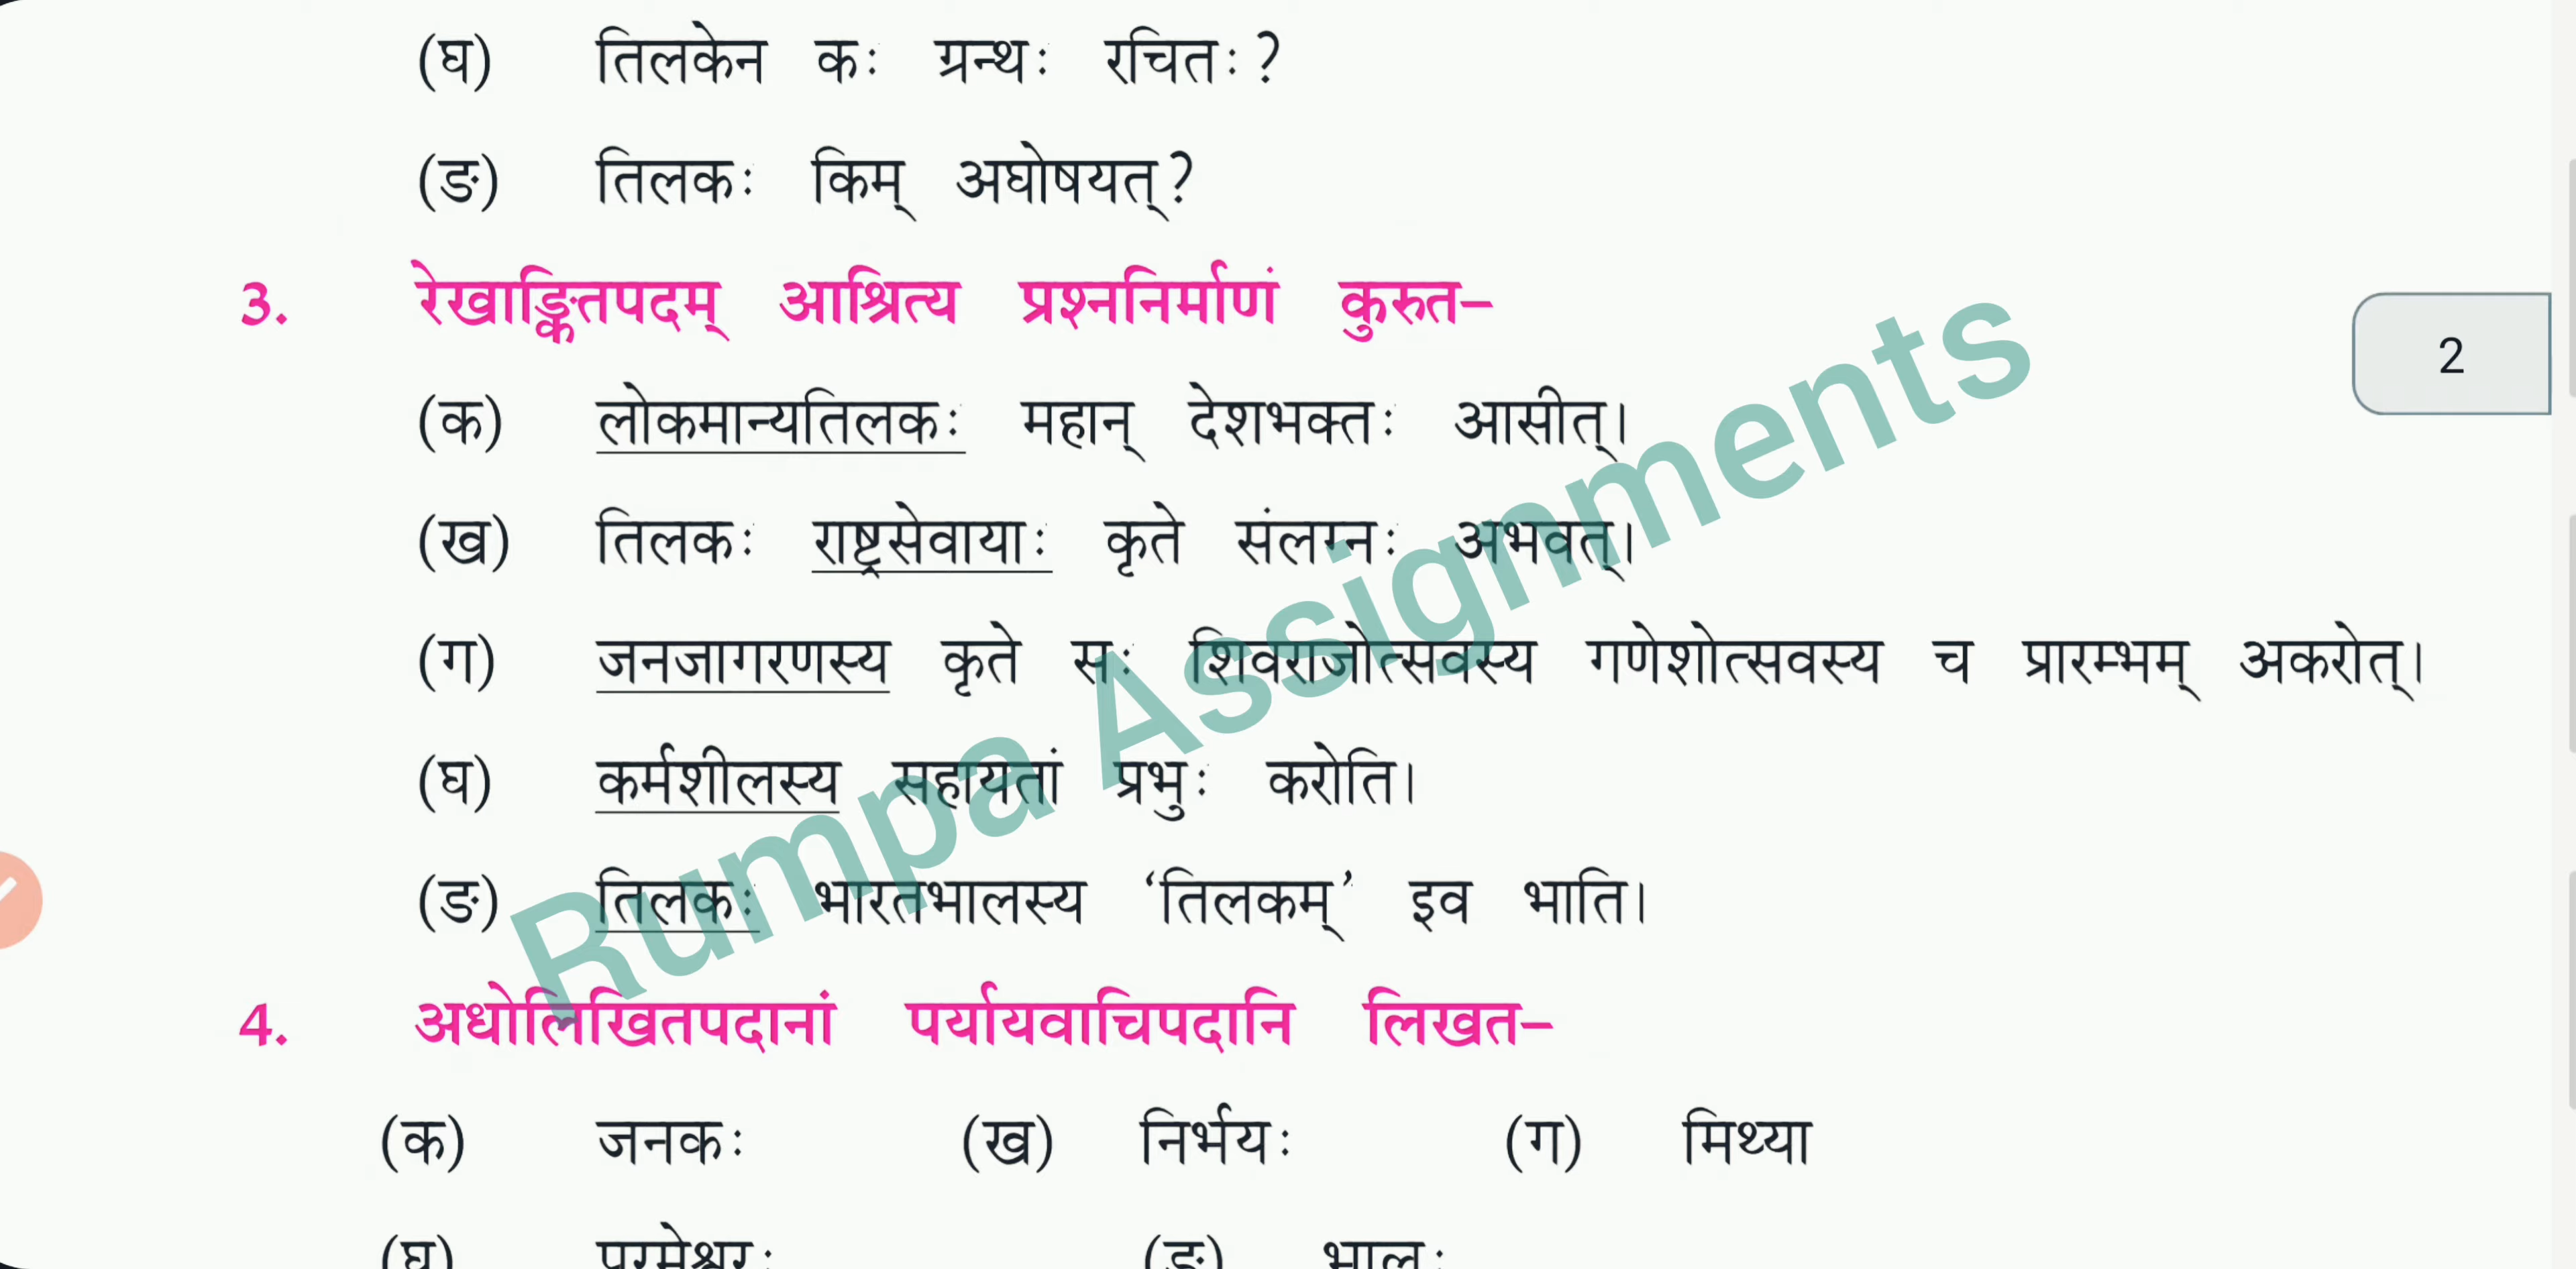 (घ) तिलकेन कः ग्रन्थः रचितः?
(ङ) तिलकः किम् अघोषयत्?
3. रेखाङ्कितपदम् आश्रित्य प्रश्ननिर्माणं कुरुत–
2
(क) लोकमान्यतिलकः महान् देशभक्तः आसीत्।
(ख) तिलकः राष्ट्रसेवायाः कृते संलग्नः अभवत्।
(ग) जनजागरणस्य कृते सः शिवराजोत्सवस्य गणेशोत्सवस्य च प्रारम्भम् अकरोत्।
(घ) कर्मशीलस्य सहायतां प्रभुः करोति।
(ङ) तिलकः भारतभालस्य ‘तिलकम्’ इव भाति।
Rumpa Assignments
4. अधोलिखितपदानां पर्यायवाचिपदानि लिखत–
(क) जनकः (ख) निर्भयः (ग) मिथ्या
(घ) परमेश्वरः (ङ) भालः